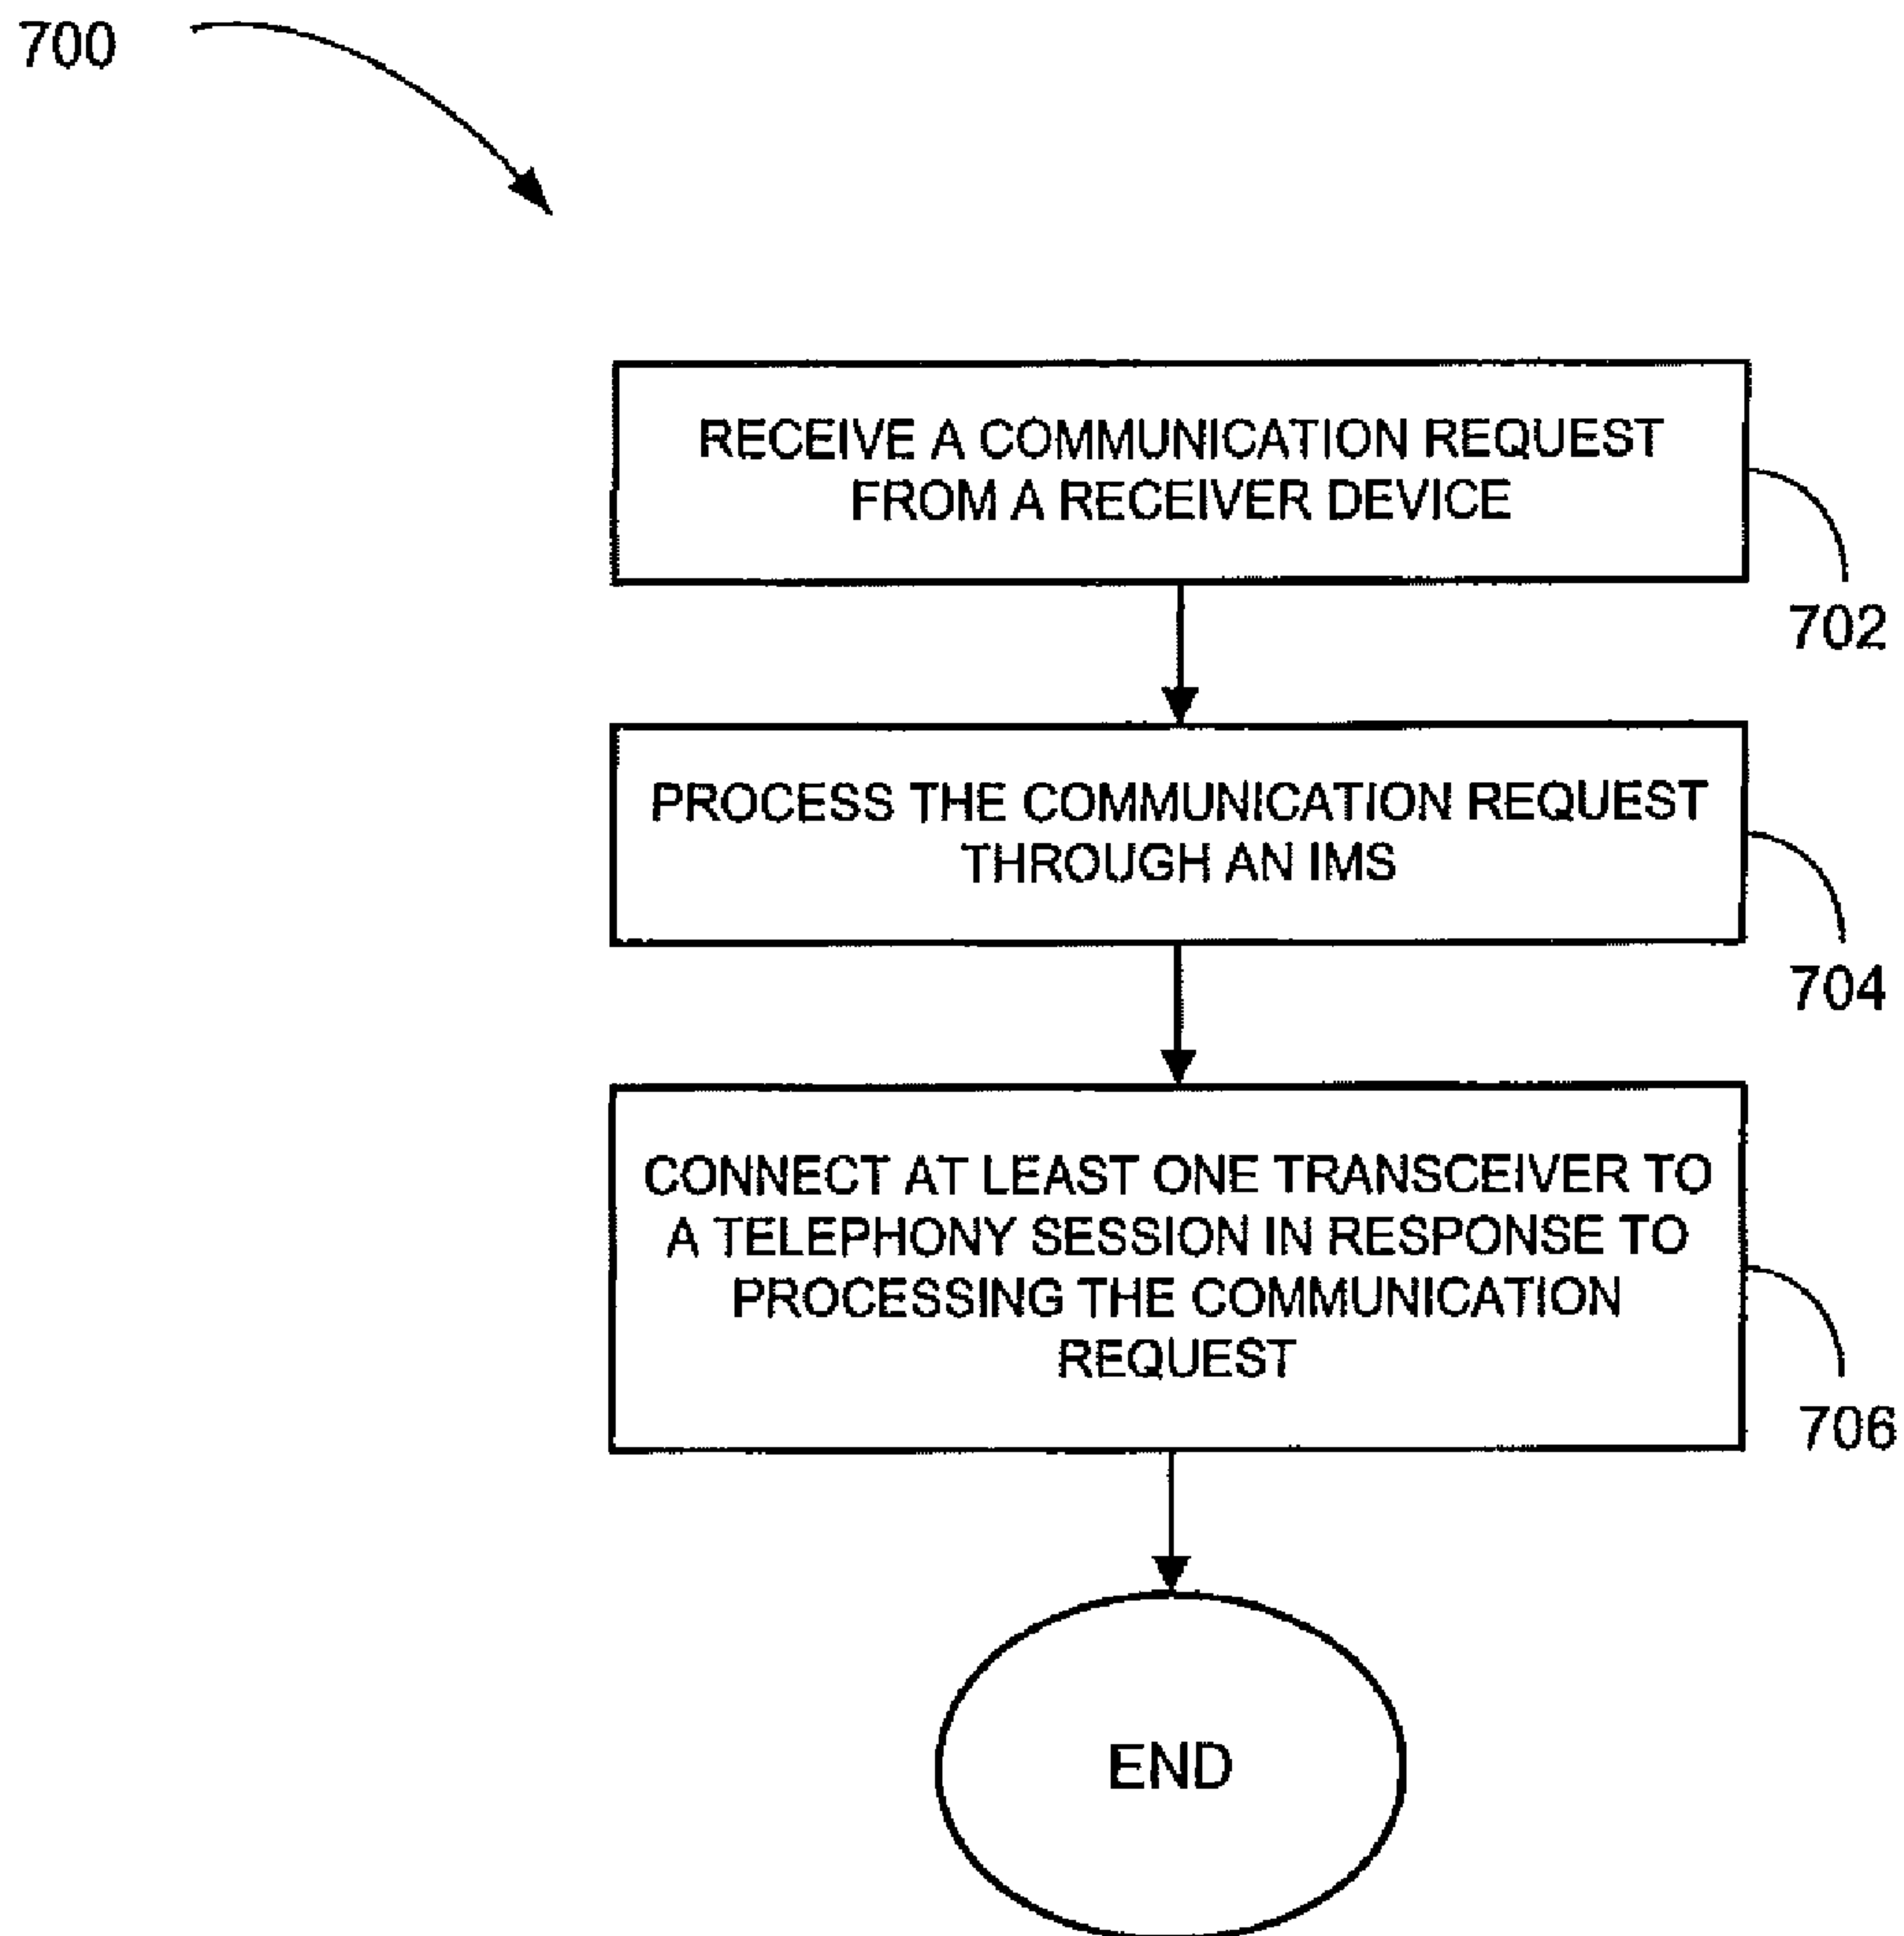 700
RECEIVE A COMMUNICATION REQUEST
FROM A RECEIVER DEVICE
702
PROCESS THE COMMUNICATION REQUEST
THROUGH AN IMS
704
CONNECT AT LEAST ONE TRANSCEIVER TO
A TELEPHONY SESSION IN RESPONSE TO
PROCESSING THE COMMUNICATION
REQUEST
706
END